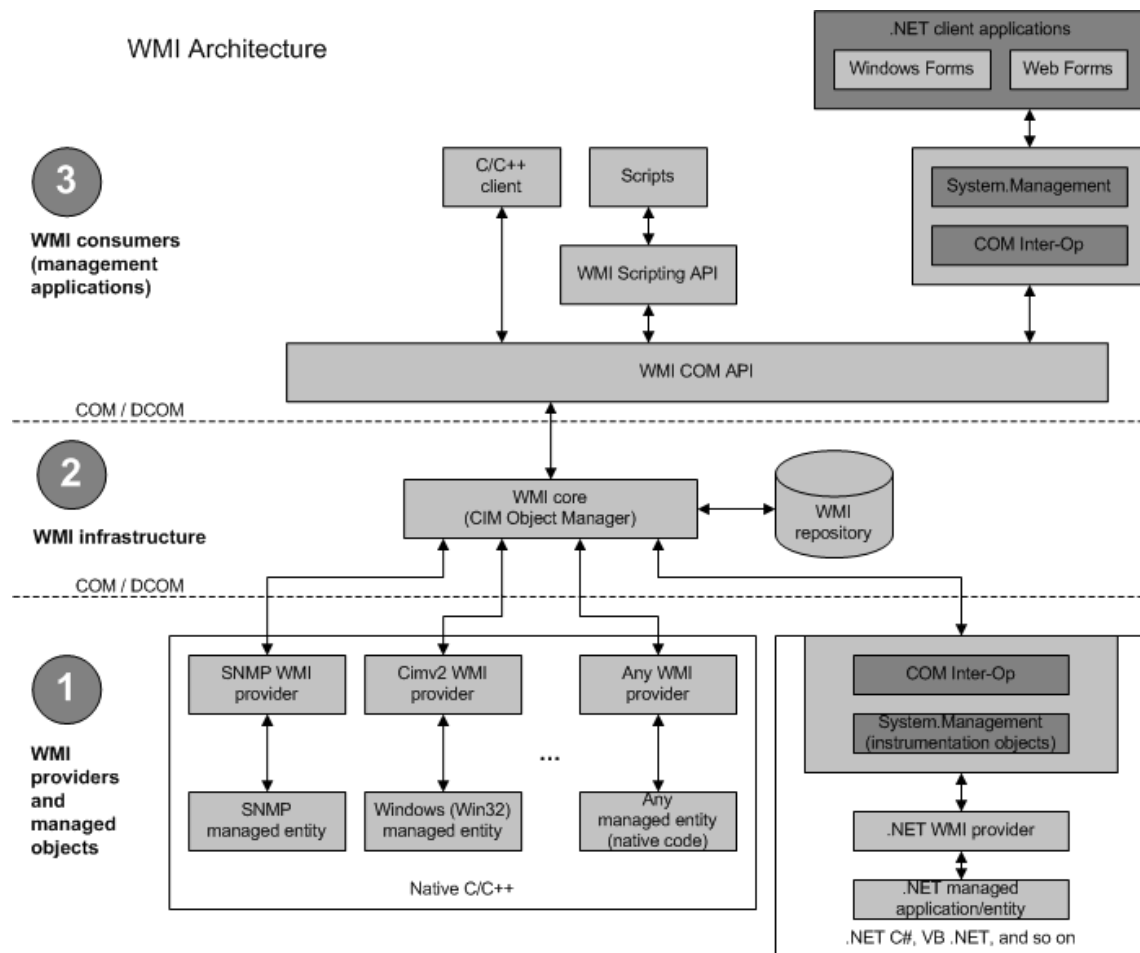 WMI Architecture
.NET client applications
Windows Forms
Web Forms
3
WMI consumers
(management
applications)
C/C++
client
Scripts
WMI Scripting API
System.Management
COM Inter-Op
WMI COM API
COM / DCOM
2
WMI infrastructure
WMI core
(CIM Object Manager)
WMI
repository
COM / DCOM
1
WMI
providers
and
managed
objects
SNMP WMI
provider
Cimv2 WMI
provider
Any WMI
provider
...
SNMP
managed entity
Windows (Win32)
managed entity
Any
managed entity
(native code)
Native C/C++
COM Inter-Op
System.Management
(instrumentation objects)
.NET WMI provider
.NET managed
application/entity
.NET C#, VB .NET, and so on